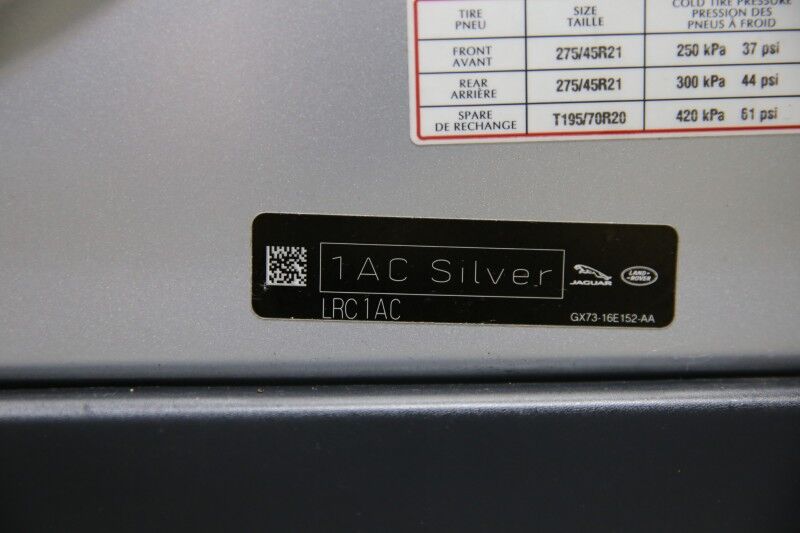 TIRE
PNEU
SIZE
TAILLE
COLD TIRE PRESSURE
PRESSION DES
PNEUS À FROID
FRONT
AVANT
275/45R21
250 kPa 37 psi
REAR
ARRIÈRE
275/45R21
300 kPa 44 psi
SPARE
DE RECHANGE
T195/70R20
420 kPa 61 psi
1AC Silver
LRC1AC
JAGUAR
LAND-
-ROVER
GX73-16E152-AA